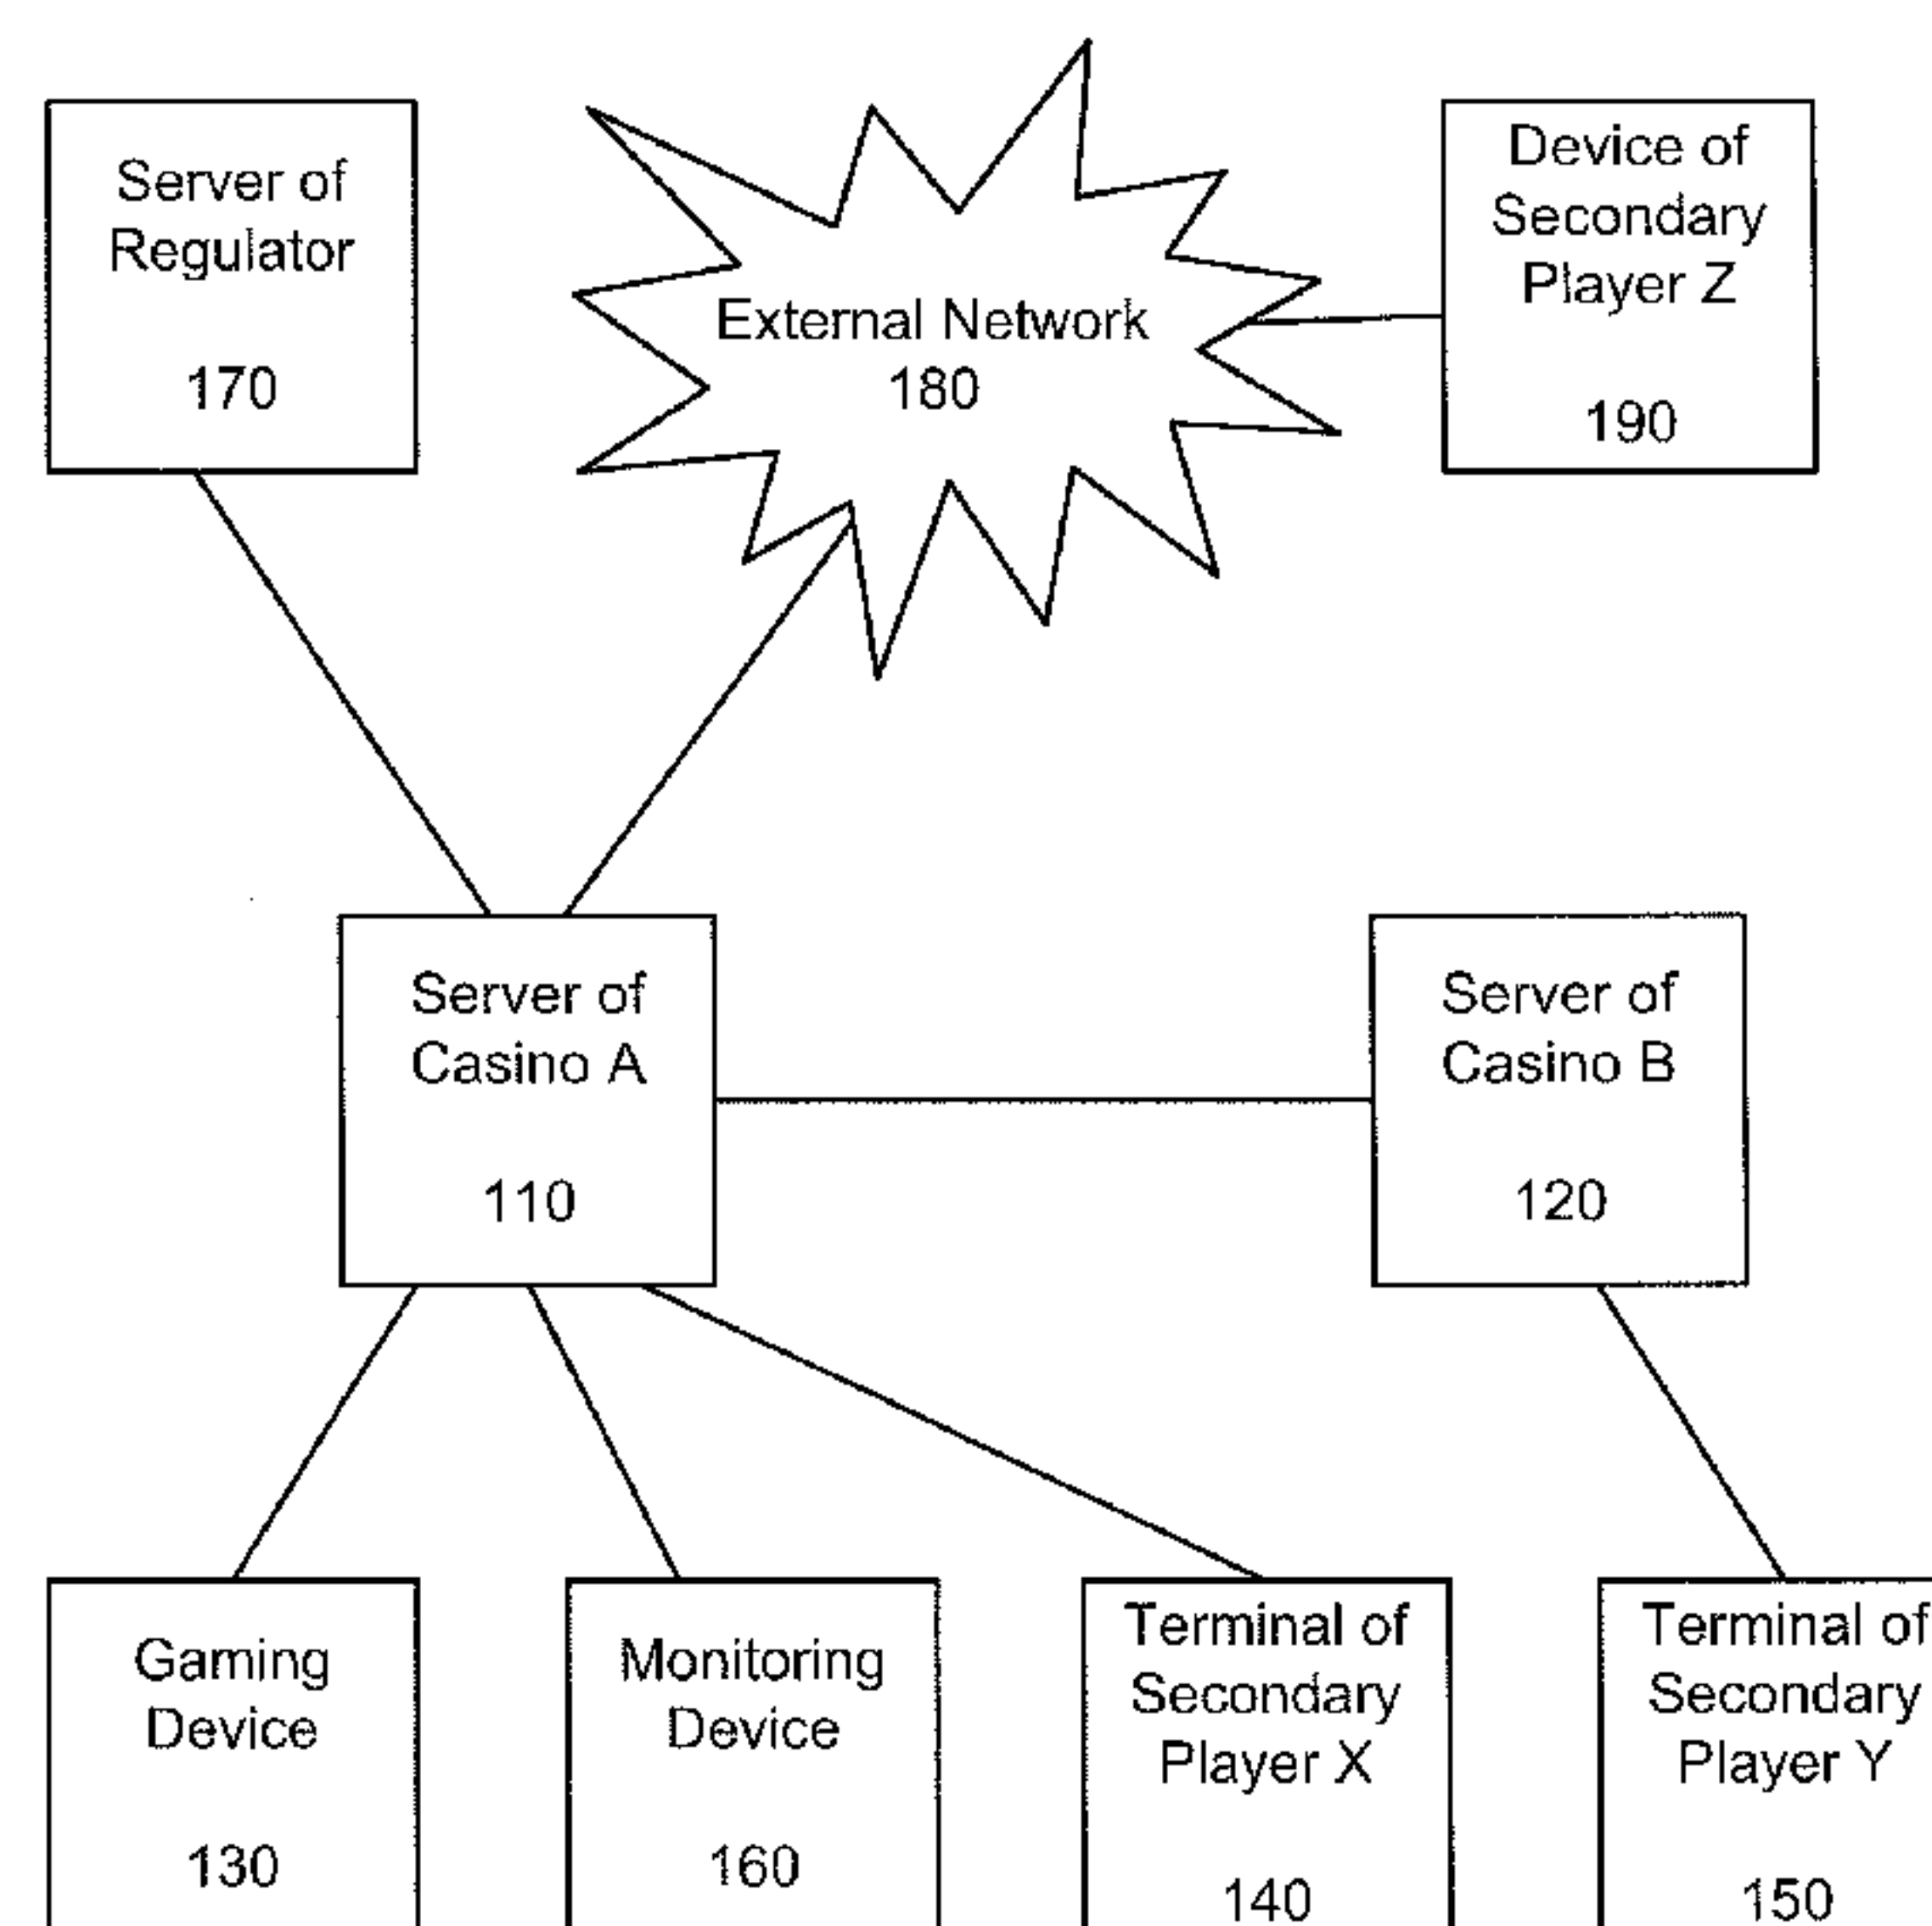 Server of
Regulator
170
External Network
180
Device of
Secondary
Player Z
190
Server of
Casino A
110
Server of
Casino B
120
Gaming
Device
130
Monitoring
Device
160
Terminal of
Secondary
Player X
140
Terminal of
Secondary
Player Y
150